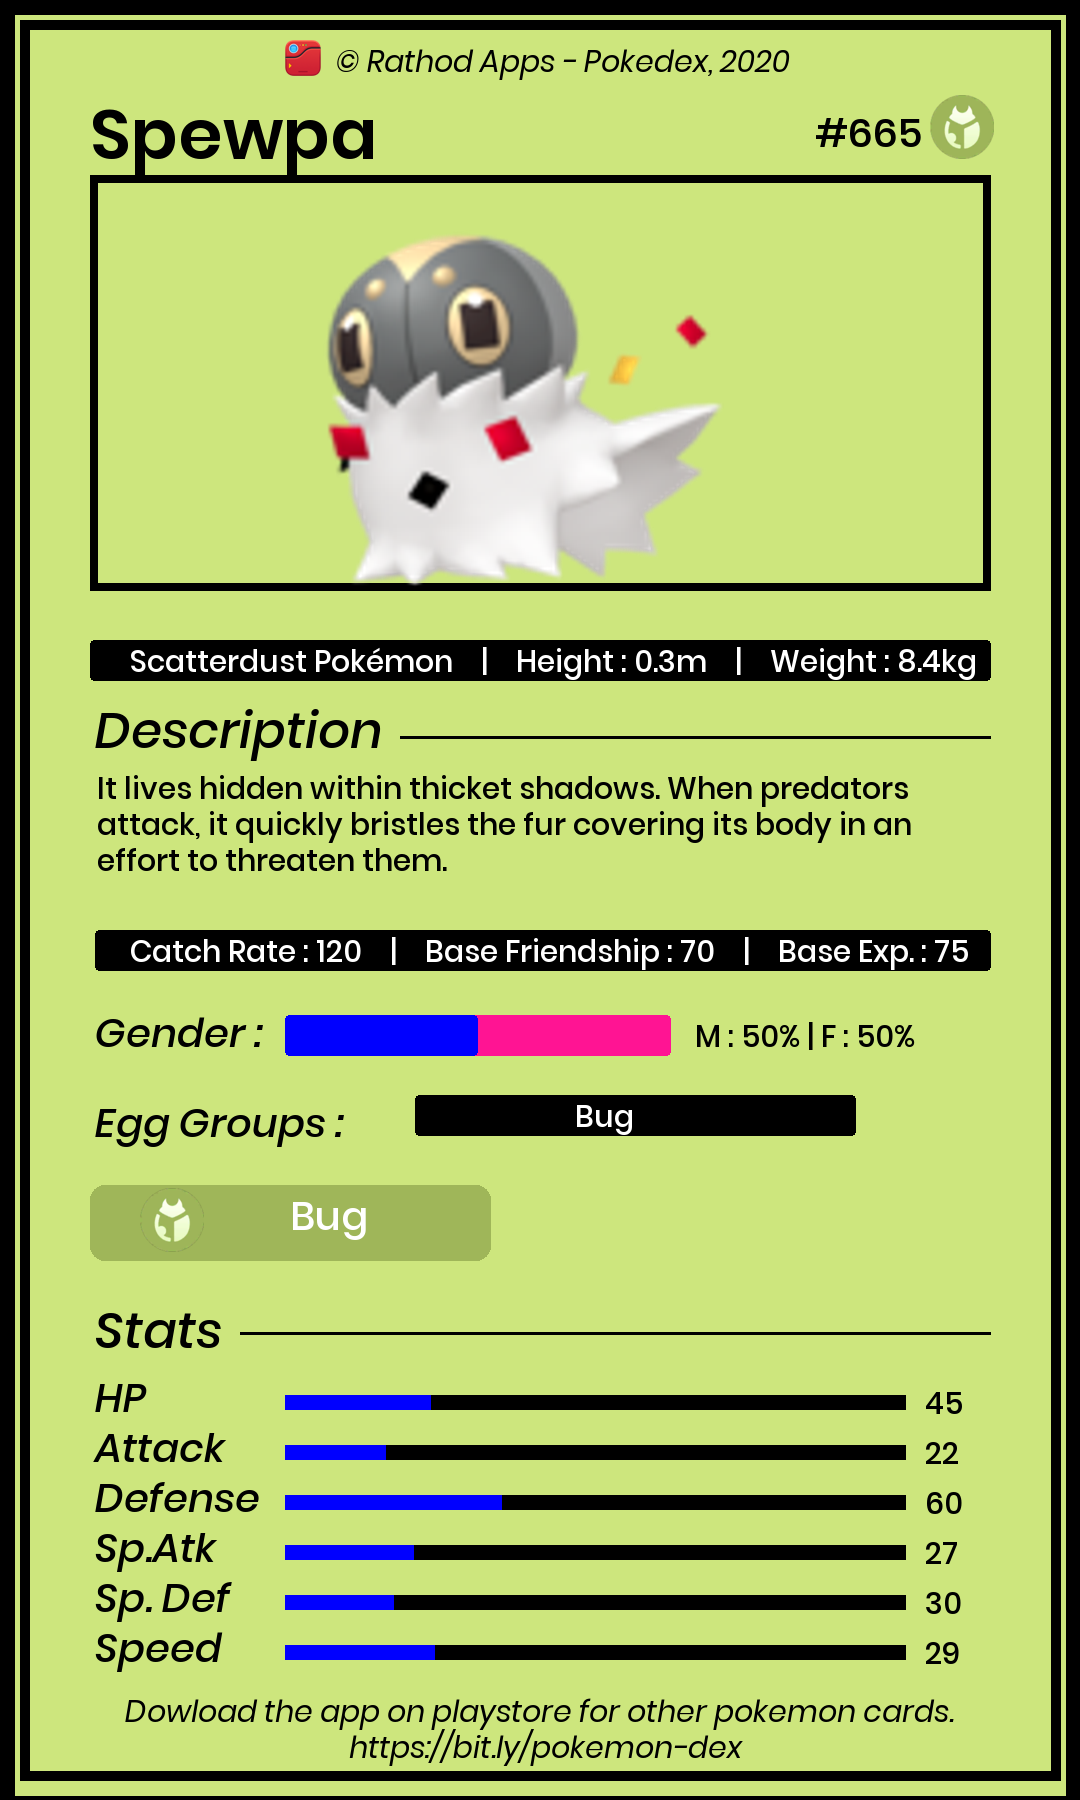 © Rathod Apps - Pokedex, 2020
Spewpa #665
Scatterdust Pokémon | Height : 0.3m | Weight : 8.4kg
Description
It lives hidden within thicket shadows. When predators
attack, it quickly bristles the fur covering its body in an
effort to threaten them.
Catch Rate : 120 | Base Friendship : 70 | Base Exp. : 75
Gender : M : 50% | F : 50%
Egg Groups : Bug
Bug
Stats
HP 45
Attack 22
Defense 60
Sp.Atk 27
Sp. Def 30
Speed 29
Dowload the app on playstore for other pokemon cards.
https://bit.ly/pokemon-dex